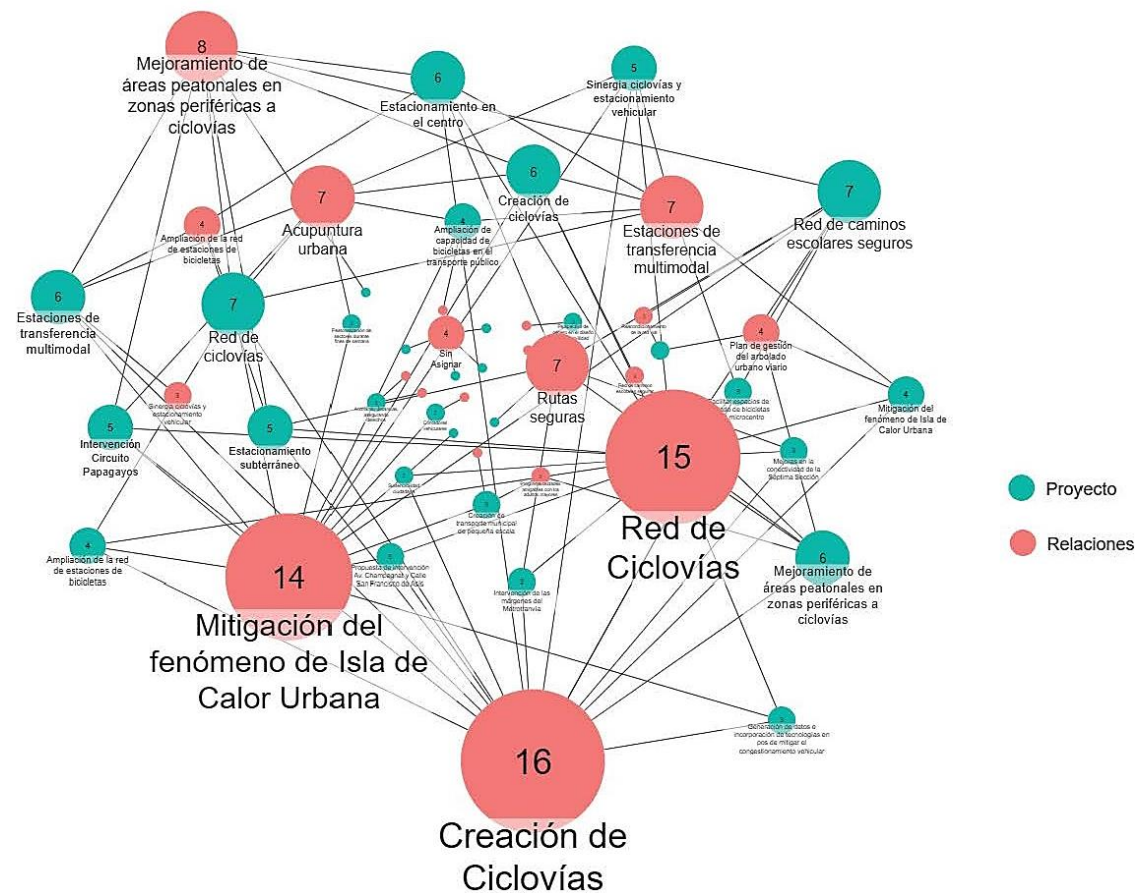 8
Mejoramiento de
áreas peatonales en
zonas periféricas a
ciclovías
6
Estacionamiento en
el centro
5
Sinergia ciclovías y
estacionamiento
vehicular
7
Acupuntura
urbana
6
Creación de
ciclovías
7
Estaciones de
transferencia
multimodal
7
Red de caminos
escolares seguros
4
Ampliación de la red
de estaciones de
bicicletas
4
Ampliación de
capacidad de
bicicletas en el
transporte público
6
Estaciones de
transferencia
multimodal
7
Red de
ciclovías
4
Sin
Asignar
7
Rutas
seguras
4
Plan de gestión
del arbolado
urbano viario
4
Mitigación del
fenómeno de Isla de
Calor Urbana
3
Sinergia ciclovías y
estacionamiento
vehicular
5
Intervención
Circuito
Papagayos
5
Estacionamiento
subterráneo
3
Mejoras en la
conectividad de la
Séptima Sección
15
Red de
Ciclovías
3
Creación de
transporte municipal
de pequeña escala
4
Ampliación de la red
de estaciones de
bicicletas
Propuesta de intervención
Av. Champagnat y Calle
San Francisco de Asís
Intervención de las
márgenes del
Metrotranvía
6
Mejoramiento de
áreas peatonales en
zonas periféricas a
ciclovías
14
Mitigación del
fenómeno de Isla de
Calor Urbana
3
Generación de datos e
incorporación de tecnologías en
pos de mitigar el
congestionamiento vehicular
16
Creación de
Ciclovías
Proyecto
Relaciones